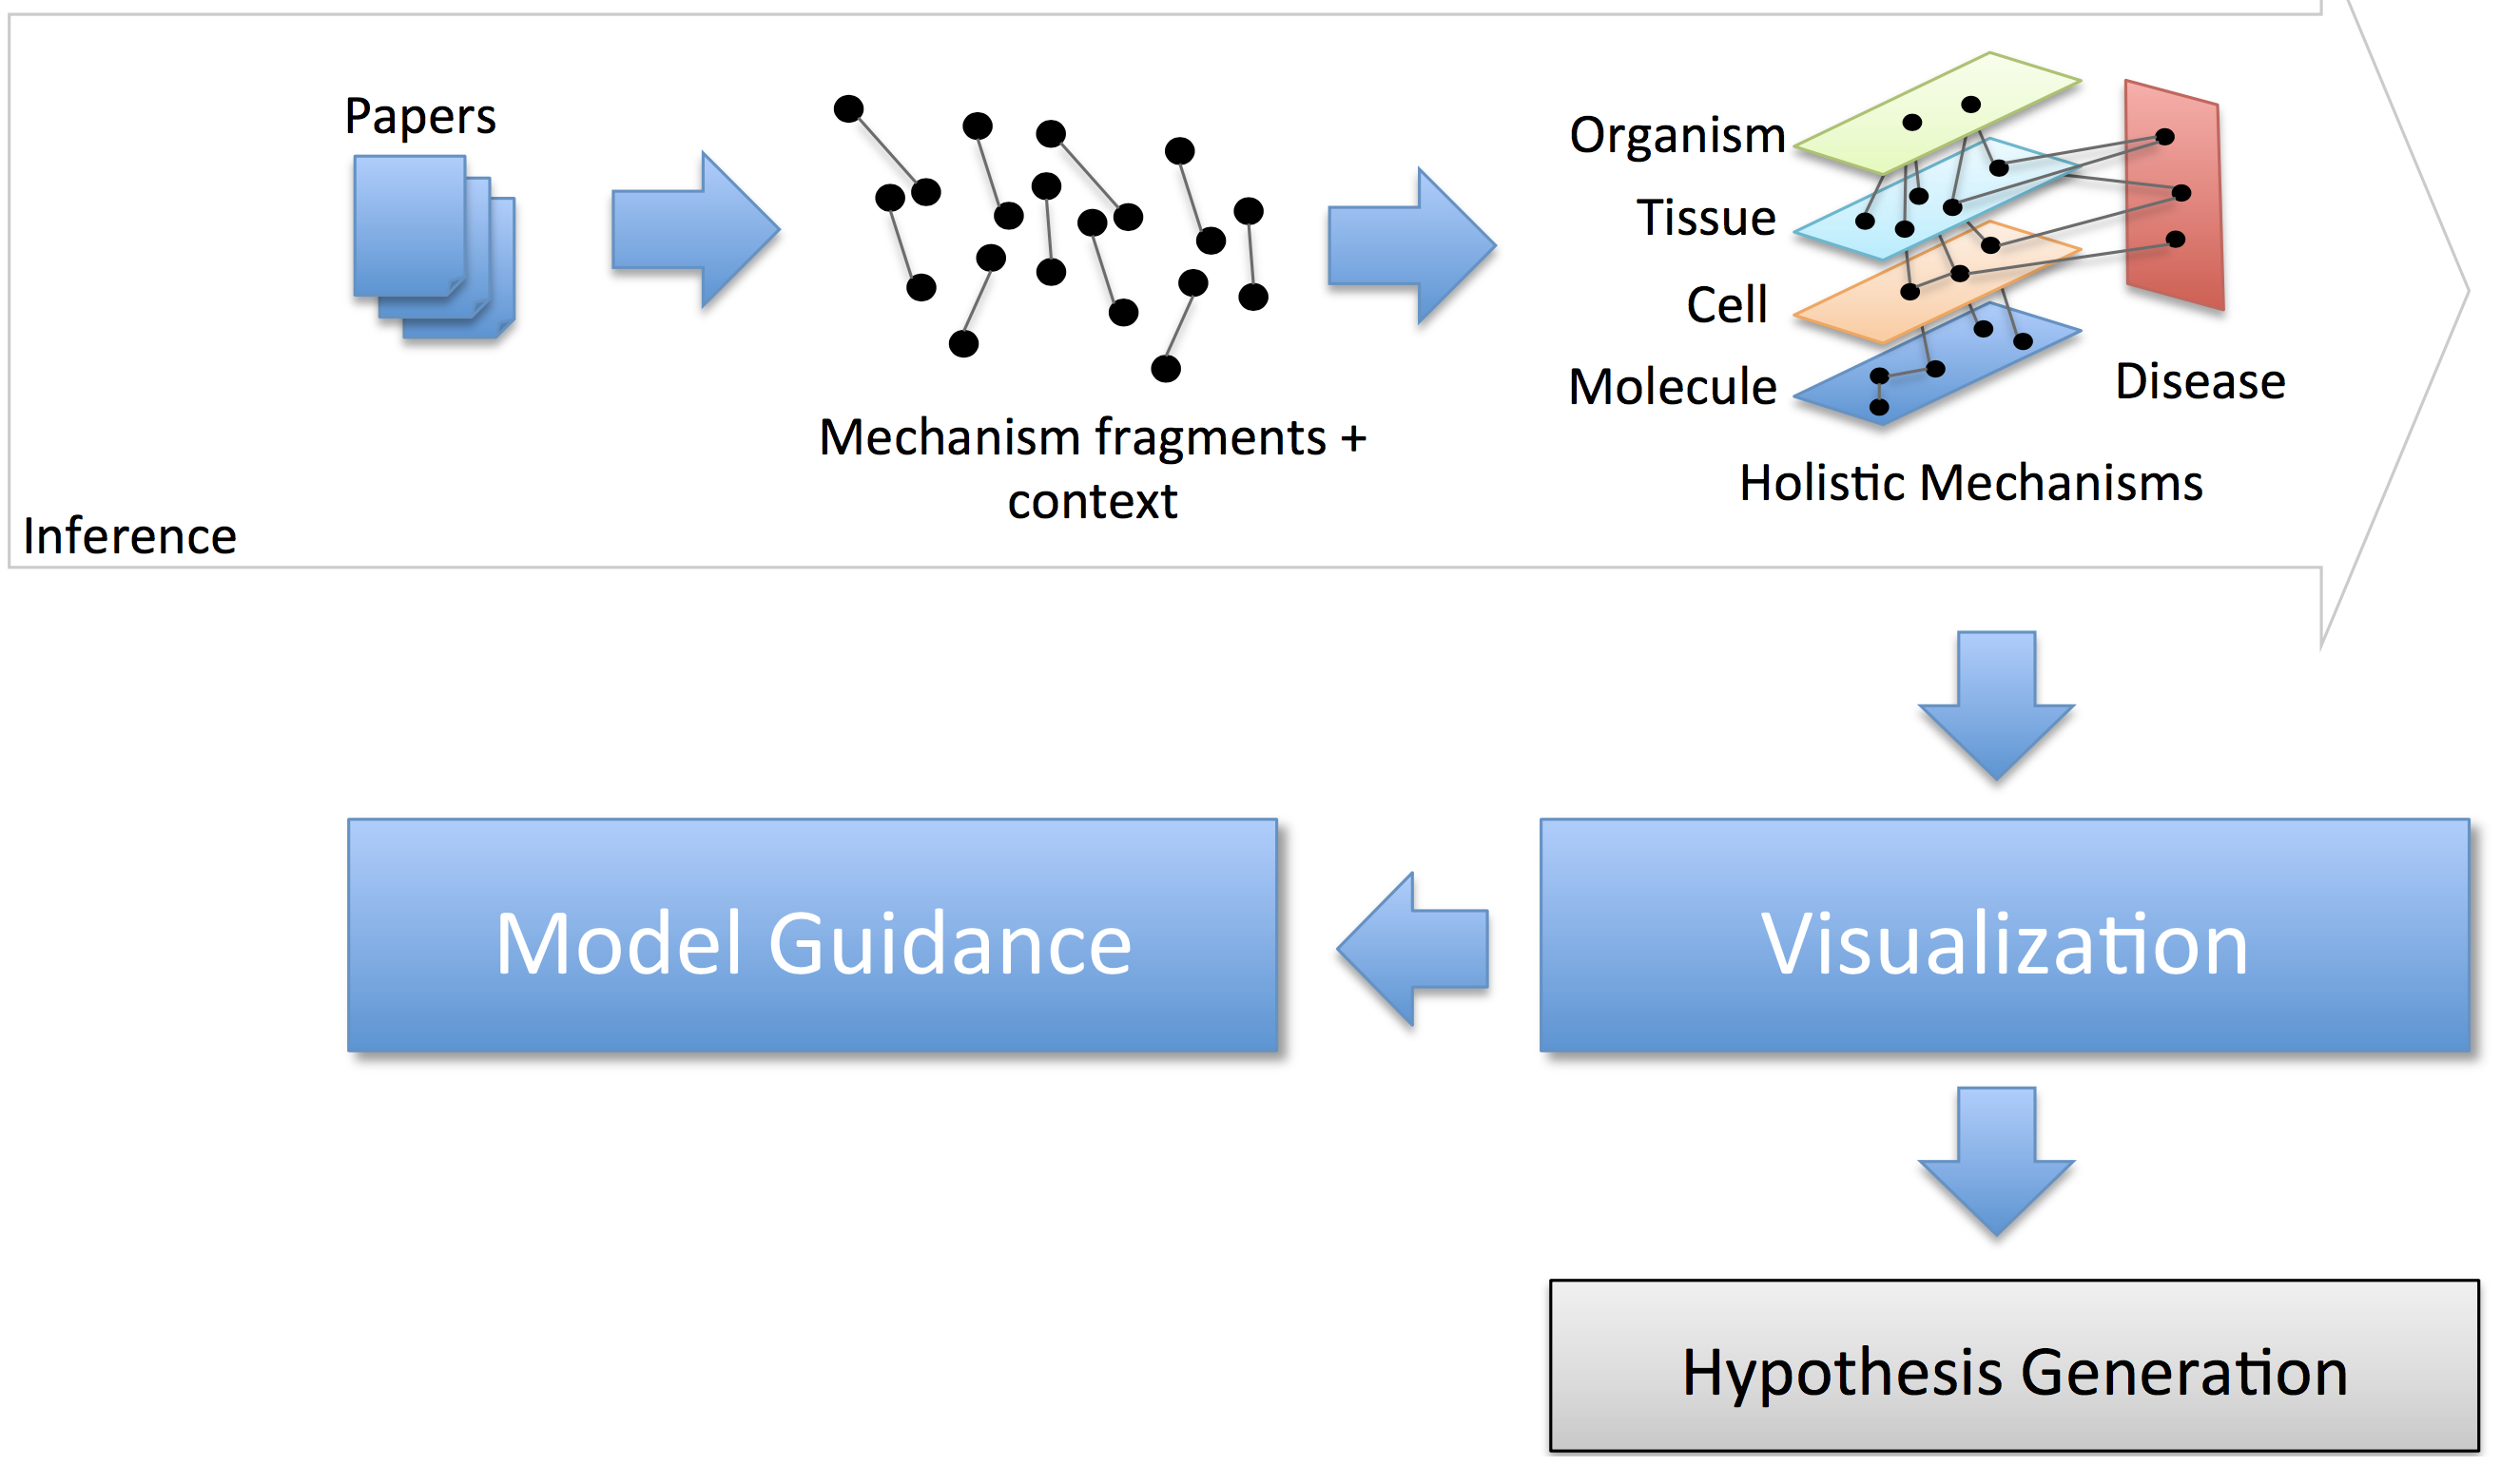 Papers
Mechanism fragments +
context
Organism
Tissue
Cell
Molecule
Disease
Holistic Mechanisms
Inference
Model Guidance
Visualization
Hypothesis Generation